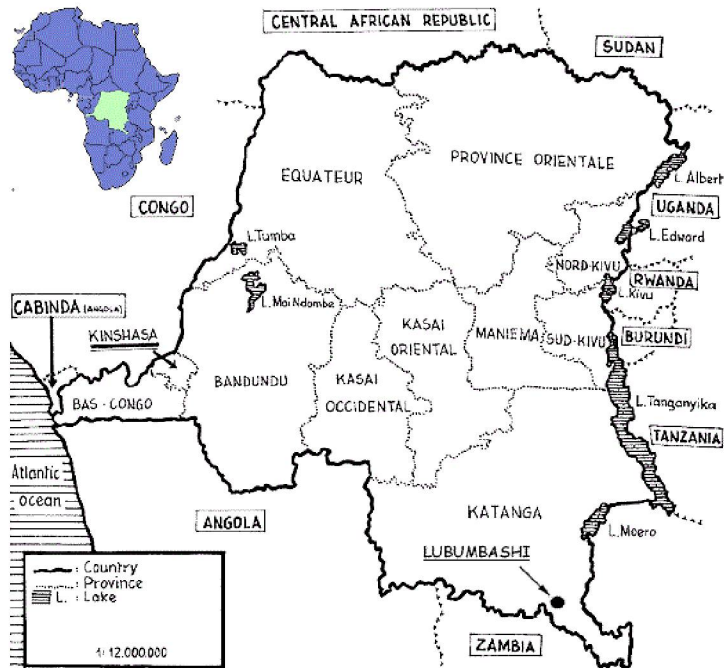 CENTRAL AFRICAN REPUBLIC
SUDAN
PROVINCE ORIENTALE
EQUATEUR
L. Albert
CONGO
UGANDA
L.Tumba
L.Edward
NORD-KIVU
RWANDA
L.Kivu
L.Mai Ndombe
CABINDA (ANGOLA)
KINSHASA
KASAI
ORIENTAL
MANIEMA
SUD-KIVU
BURUNDI
BANDUNDU
KASAI
OCCIDENTAL
BAS-CONGO
L.Tanganyika
TANZANIA
Atlantic
ocean
ANGOLA
KATANGA
L.Moero
LUBUMBASHI
: Country
: Province
L. : Lake
1:12.000.000
ZAMBIA